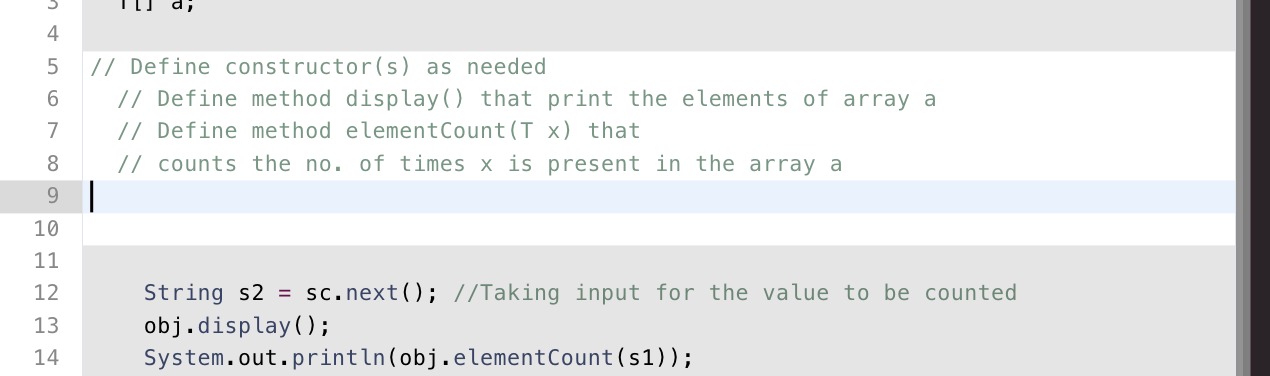 3 T[] a;
4
5 // Define constructor(s) as needed
6 // Define method display() that print the elements of array a
7 // Define method elementCount(T x) that
8 // counts the no. of times x is present in the array a
9
10
11
12 String s2 = sc.next(); //Taking input for the value to be counted
13 obj.display();
14 System.out.println(obj.elementCount(s1));